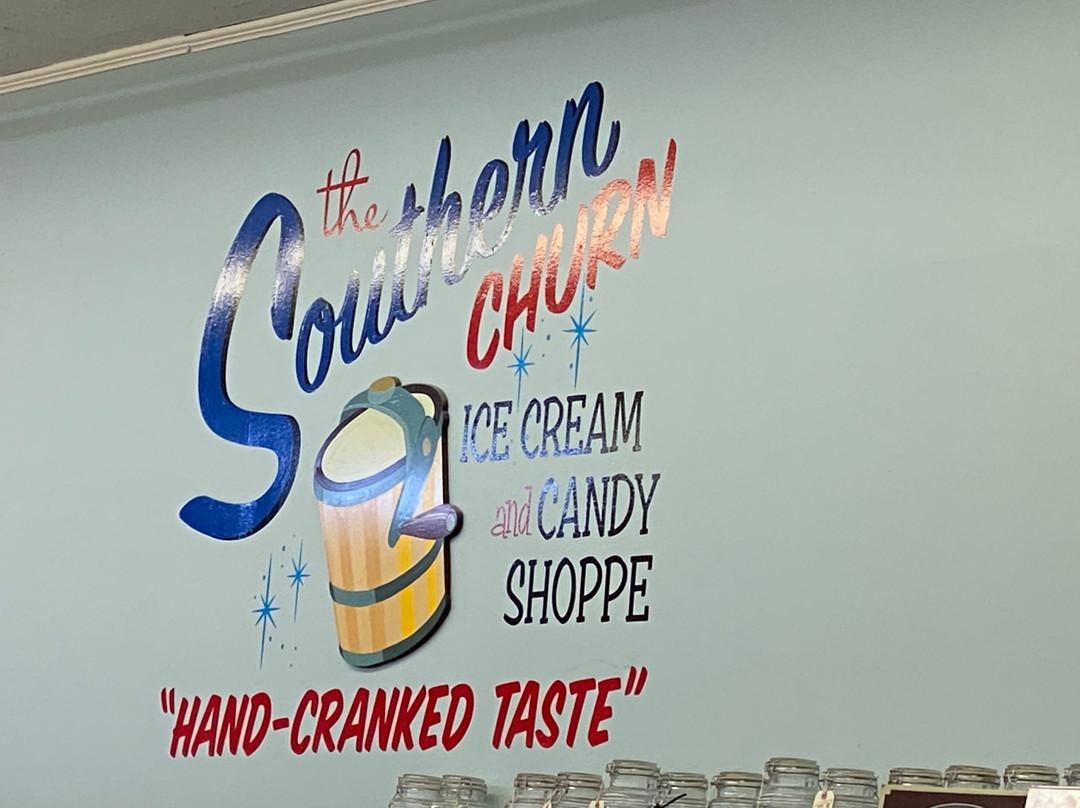 the
Southern
CHURN
ICE CREAM
and CANDY
SHOPPE
"HAND-CRANKED TASTE"